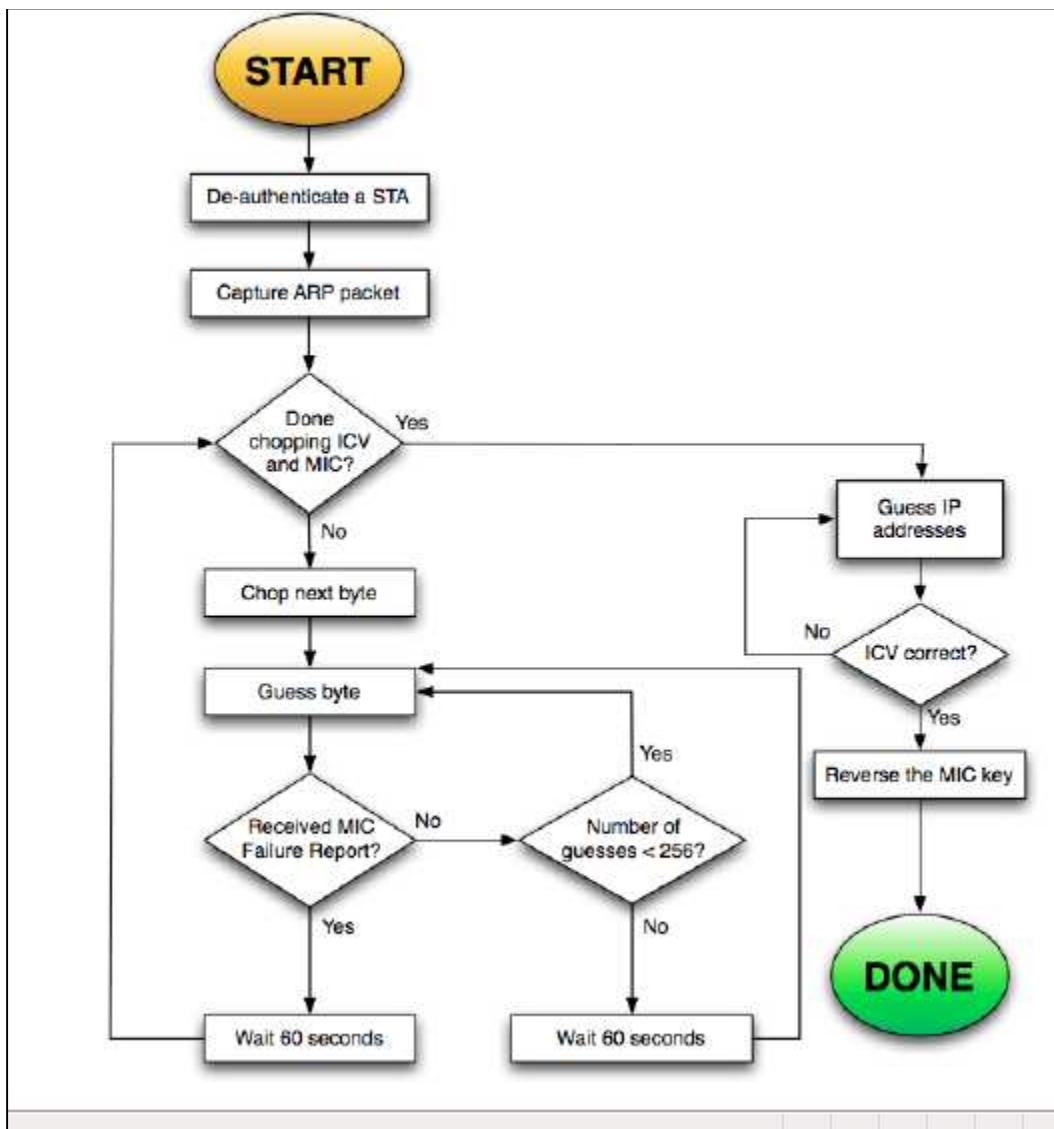 START
De-authenticate a STA
Capture ARP packet
Done
chopping ICV
and MIC?
Yes
No
Chop next byte
Guess byte
Received MIC
Failure Report?
No
Yes
Wait 60 seconds
Number of
guesses < 256?
Yes
No
Wait 60 seconds
Guess IP
addresses
ICV correct?
No
Yes
Reverse the MIC key
DONE